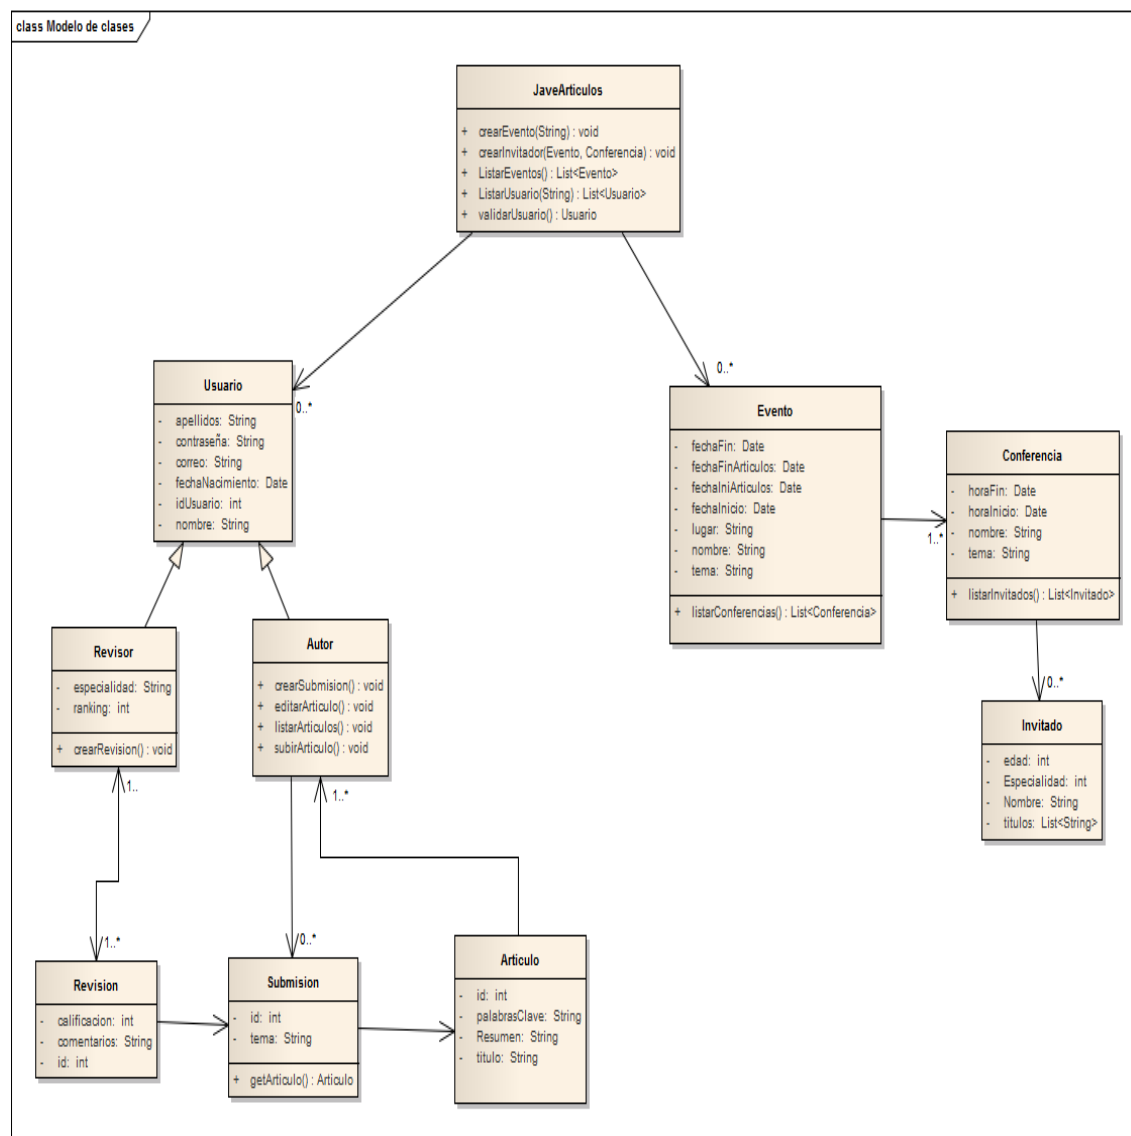 class Modelo de clases
JaveArticulos
+ crearEvento(String) : void
+ crearInvitador(Evento, Conferencia) : void
+ ListarEventos() : List<Evento>
+ ListarUsuario(String) : List<Usuario>
+ validarUsuario() : Usuario
0..*
0..*
Usuario
- apellidos: String
- contraseña: String
- correo: String
- fechaNacimiento: Date
- idUsuario: int
- nombre: String
Evento
- fechaFin: Date
- fechaFinArticulos: Date
- fechaIniArticulos: Date
- fechaInicio: Date
- lugar: String
- nombre: String
- tema: String
+ listarConferencias() : List<Conferencia>
1..*
Conferencia
- horaFin: Date
- horaInicio: Date
- nombre: String
- tema: String
+ listarInvitados() : List<Invitado>
0..*
Revisor
- especialidad: String
- ranking: int
+ crearRevision() : void
1..
Autor
+ crearSubmision() : void
+ editarArticulo() : void
+ listarArticulos() : void
+ subirArticulo() : void
1..*
Invitado
- edad: int
- Especialidad: int
- Nombre: String
- titulos: List<String>
1..*
0..*
Revision
- calificacion: int
- comentarios: String
- id: int
Submision
- id: int
- tema: String
+ getArticulo() : Articulo
Articulo
- id: int
- palabrasClave: String
- Resumen: String
- titulo: String